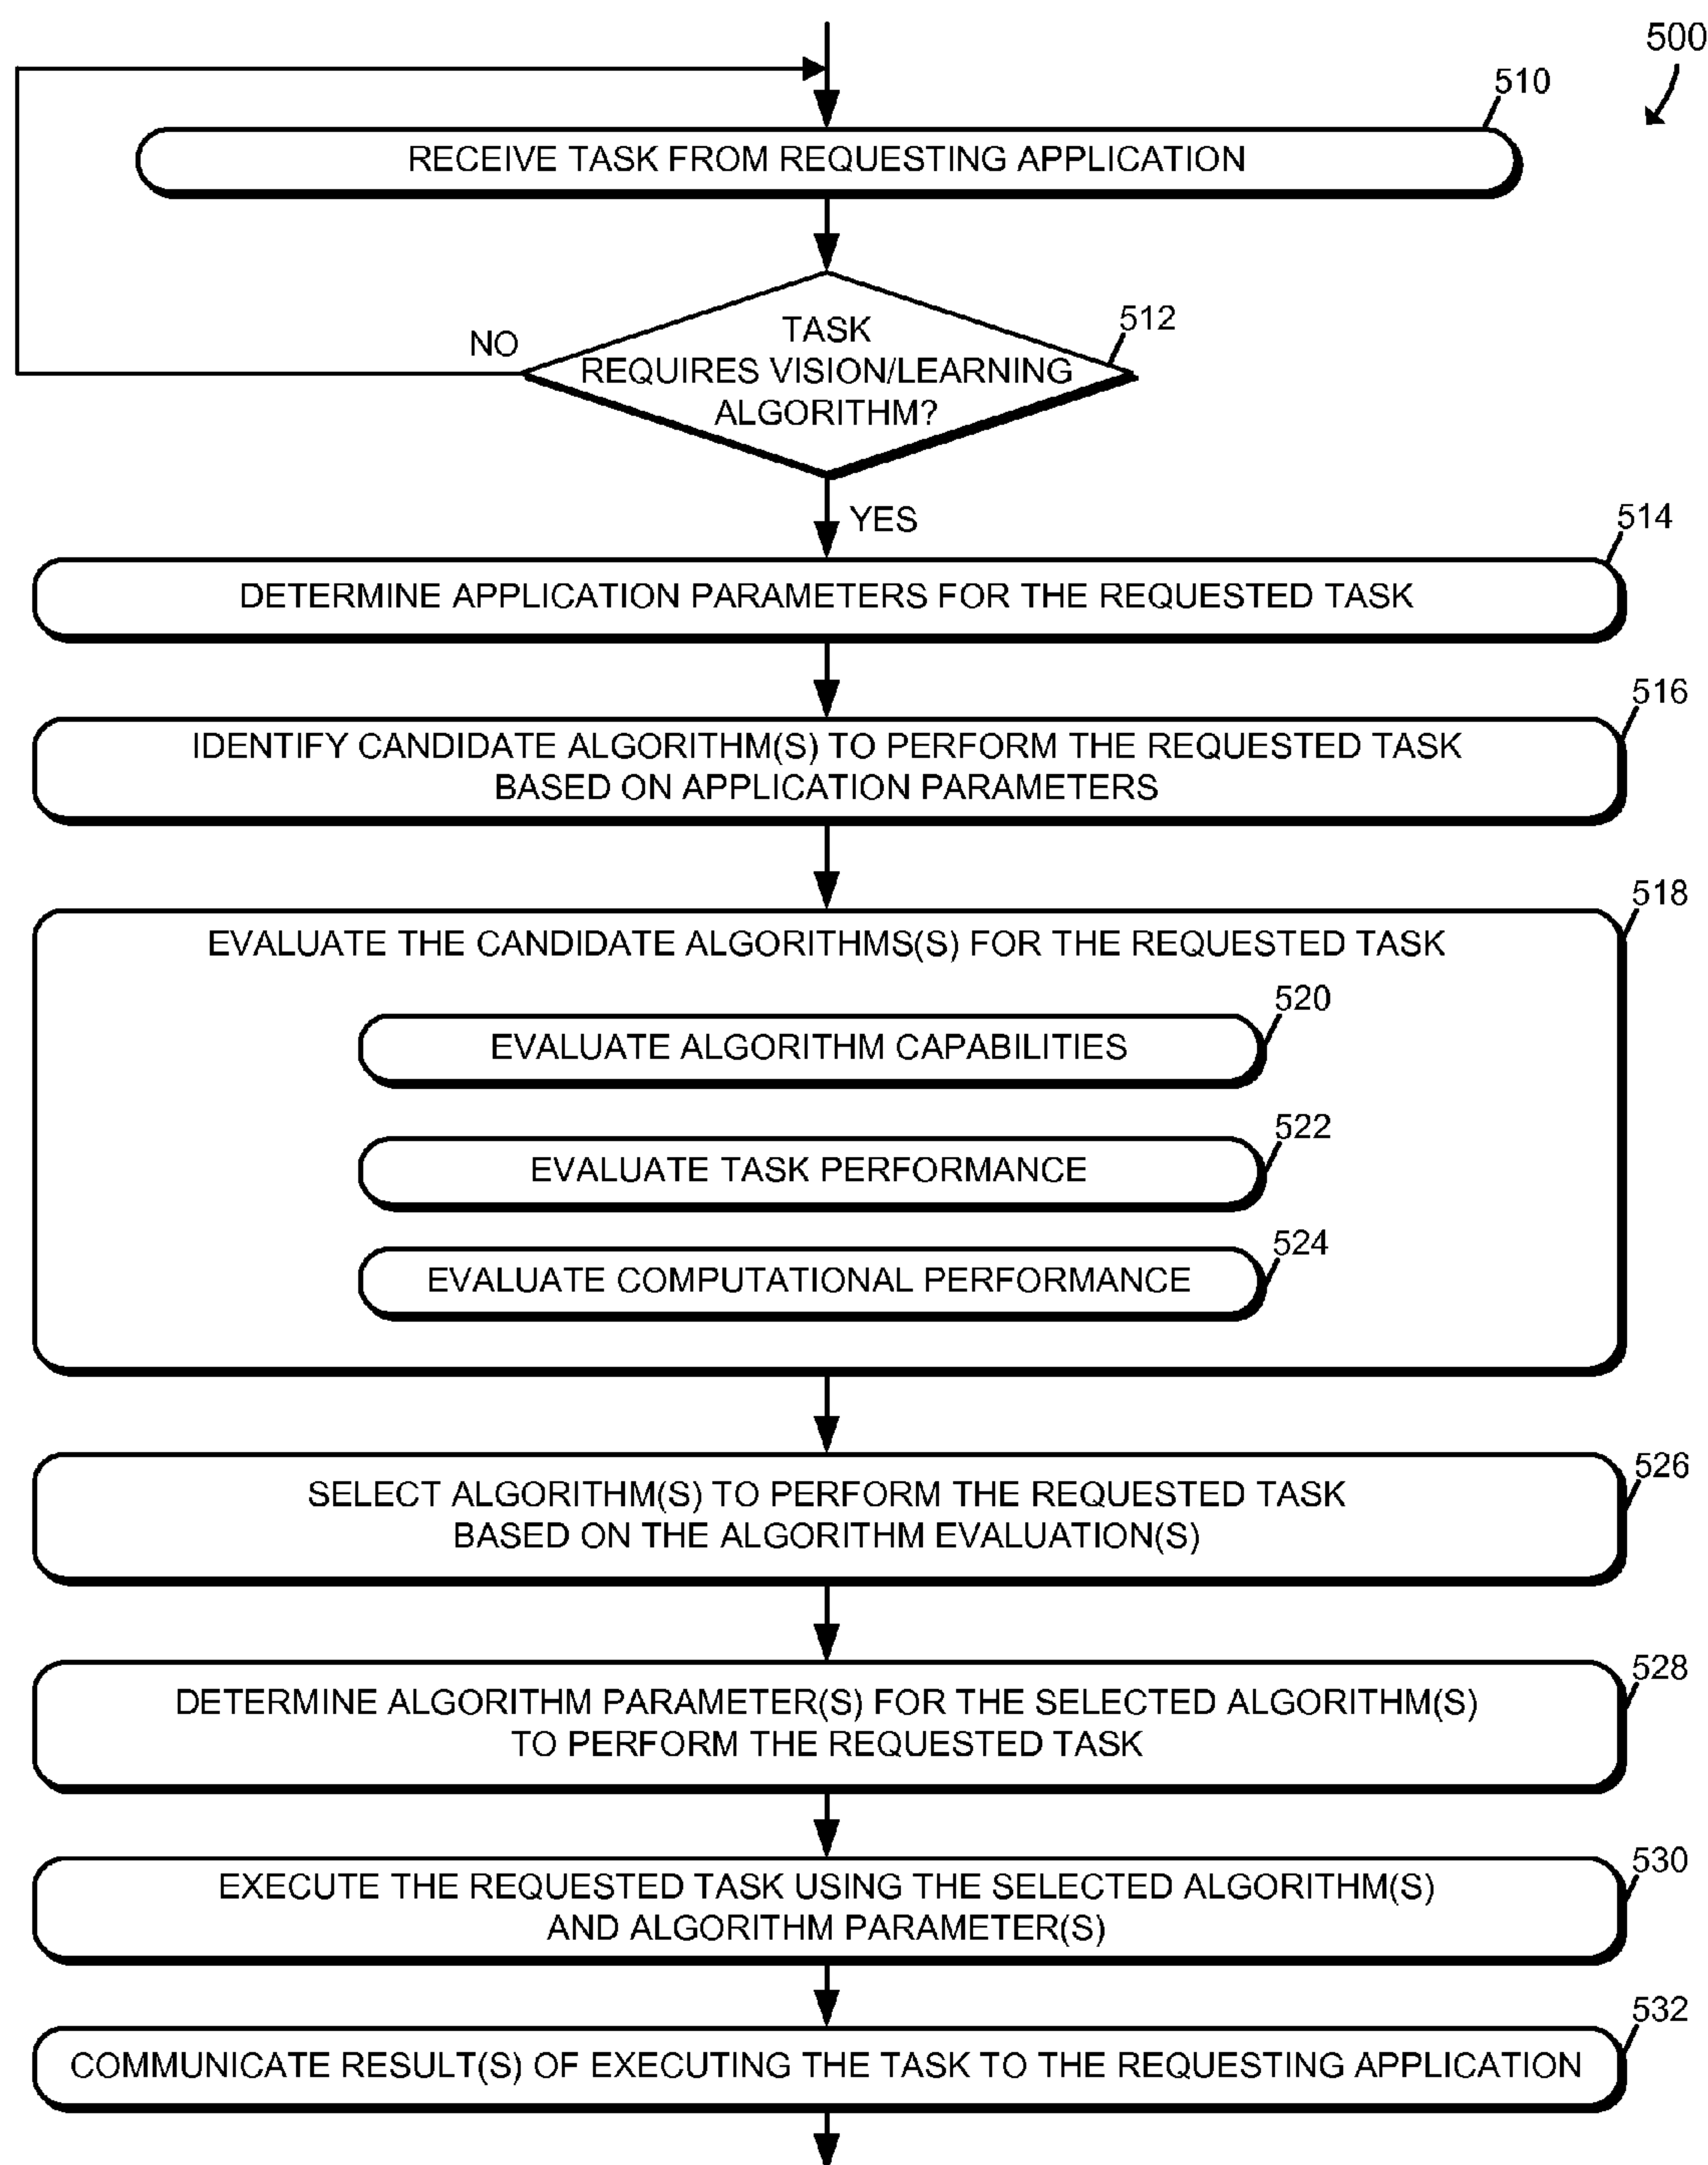 500
510
RECEIVE TASK FROM REQUESTING APPLICATION
512
TASK
REQUIRES VISION/LEARNING
ALGORITHM?
NO
YES
514
DETERMINE APPLICATION PARAMETERS FOR THE REQUESTED TASK
516
IDENTIFY CANDIDATE ALGORITHM(S) TO PERFORM THE REQUESTED TASK
BASED ON APPLICATION PARAMETERS
518
EVALUATE THE CANDIDATE ALGORITHMS(S) FOR THE REQUESTED TASK
520
EVALUATE ALGORITHM CAPABILITIES
522
EVALUATE TASK PERFORMANCE
524
EVALUATE COMPUTATIONAL PERFORMANCE
526
SELECT ALGORITHM(S) TO PERFORM THE REQUESTED TASK
BASED ON THE ALGORITHM EVALUATION(S)
528
DETERMINE ALGORITHM PARAMETER(S) FOR THE SELECTED ALGORITHM(S)
TO PERFORM THE REQUESTED TASK
530
EXECUTE THE REQUESTED TASK USING THE SELECTED ALGORITHM(S)
AND ALGORITHM PARAMETER(S)
532
COMMUNICATE RESULT(S) OF EXECUTING THE TASK TO THE REQUESTING APPLICATION